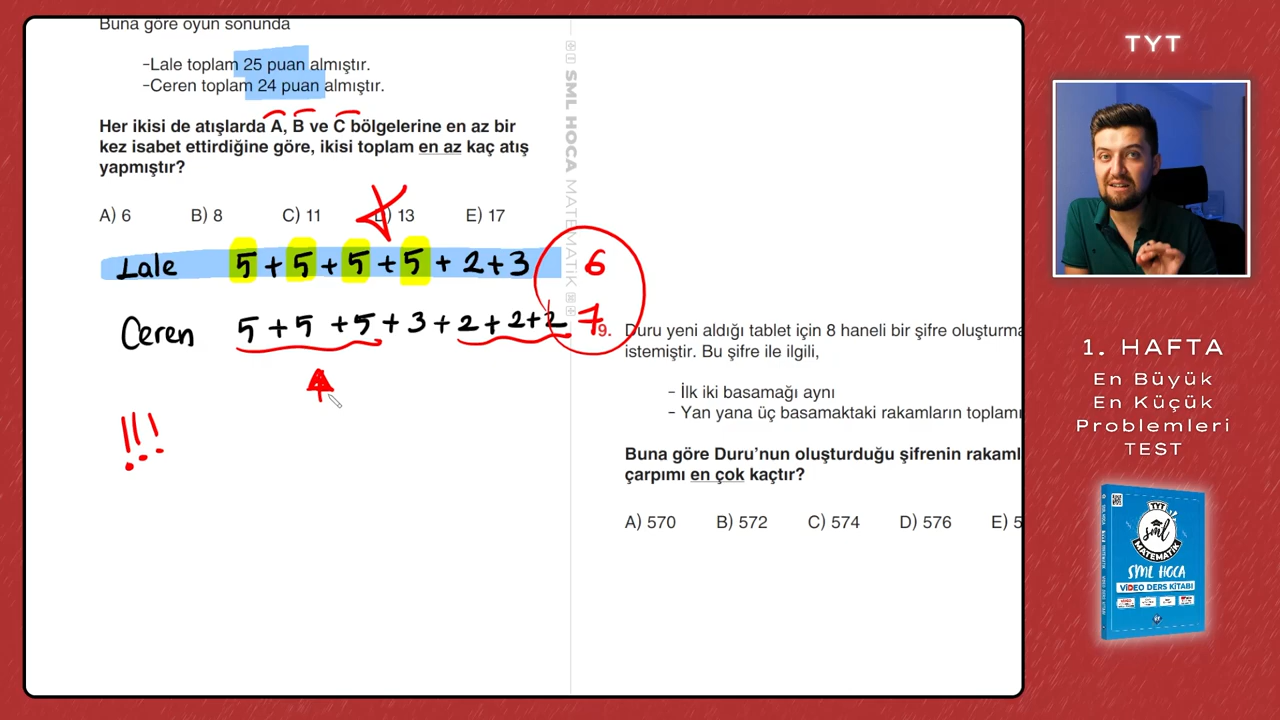 Buna göre oyun sonunda
-Lale toplam 25 puan almıştır.
-Ceren toplam 24 puan almıştır.
Her ikisi de atışlarda A, B ve C bölgelerine en az bir
kez isabet ettirdiğine göre, ikisi toplam en az kaç atış
yapmıştır?
A) 6 B) 8 C) 11 D) 13 E) 17
Lale 5 + 5 + 5 + 5 + 2 + 3 6
Ceren 5 + 5 + 5 + 3 + 2 + 2 + 2 7
!!!
SML HOCA MATEMATİK
9. Duru yeni aldığı tablet için 8 haneli bir şifre oluşturma
istemiştir. Bu şifre ile ilgili,
- İlk iki basamağı aynı
- Yan yana üç basamaktaki rakamların toplamı
Buna göre Duru'nun oluşturduğu şifrenin rakaml
çarpımı en çok kaçtır?
A) 570 B) 572 C) 574 D) 576 E) 5
TYT
1. HAFTA
En Büyük
En Küçük
Problemleri
TEST
TYT
sml
MATEMATİK
SML HOCA
VİDEO DERS KİTABI